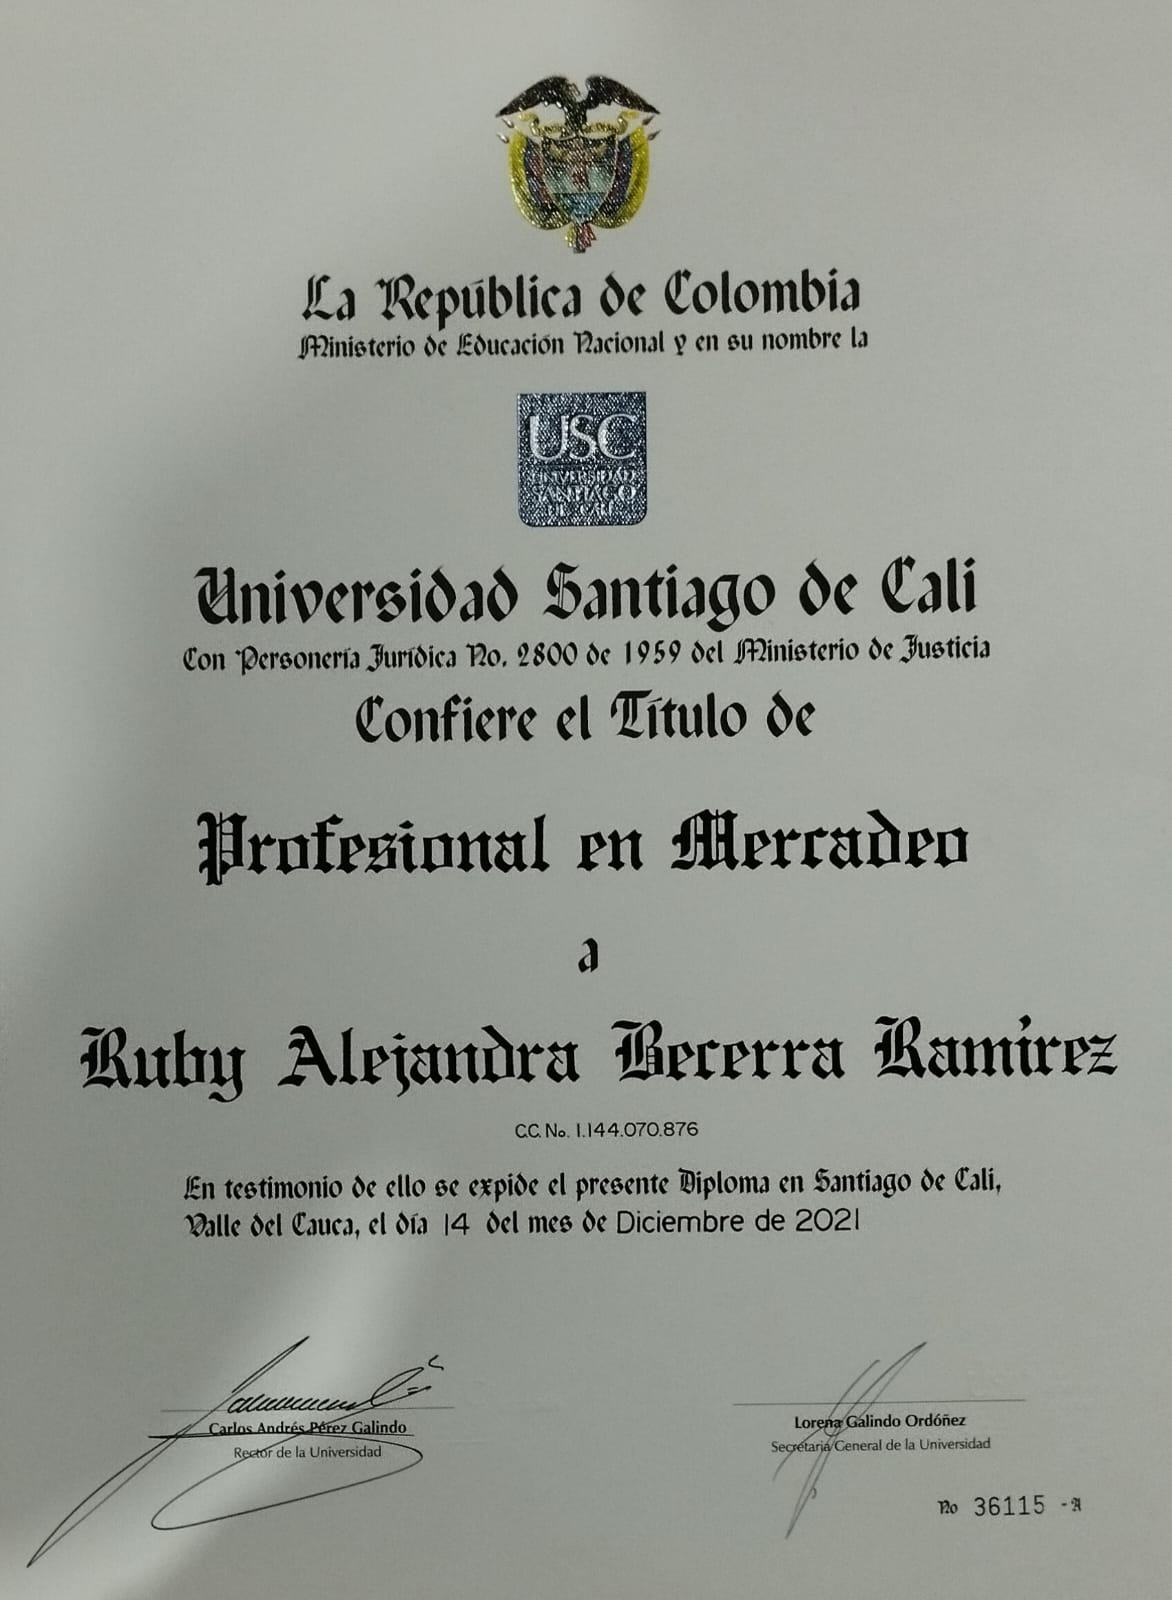 La República de Colombia
Ministerio de Educación Nacional y en su nombre la
USC
UNIVERSIDAD
SANTIAGO
DE CALI
Universidad Santiago de Cali
Con Personería Jurídica No. 2800 de 1959 del Ministerio de Justicia
Confiere el Título de
Profesional en Mercadeo
a
Ruby Alejandra Becerra Ramírez
C.C. No. 1.144.070.876
En testimonio de ello se expide el presente Diploma en Santiago de Cali,
Valle del Cauca, el día 14 del mes de Diciembre de 2021
Carlos Andrés Pérez Galindo
Rector de la Universidad
Lorena Galindo Ordóñez
Secretaria General de la Universidad
No 36115 -A